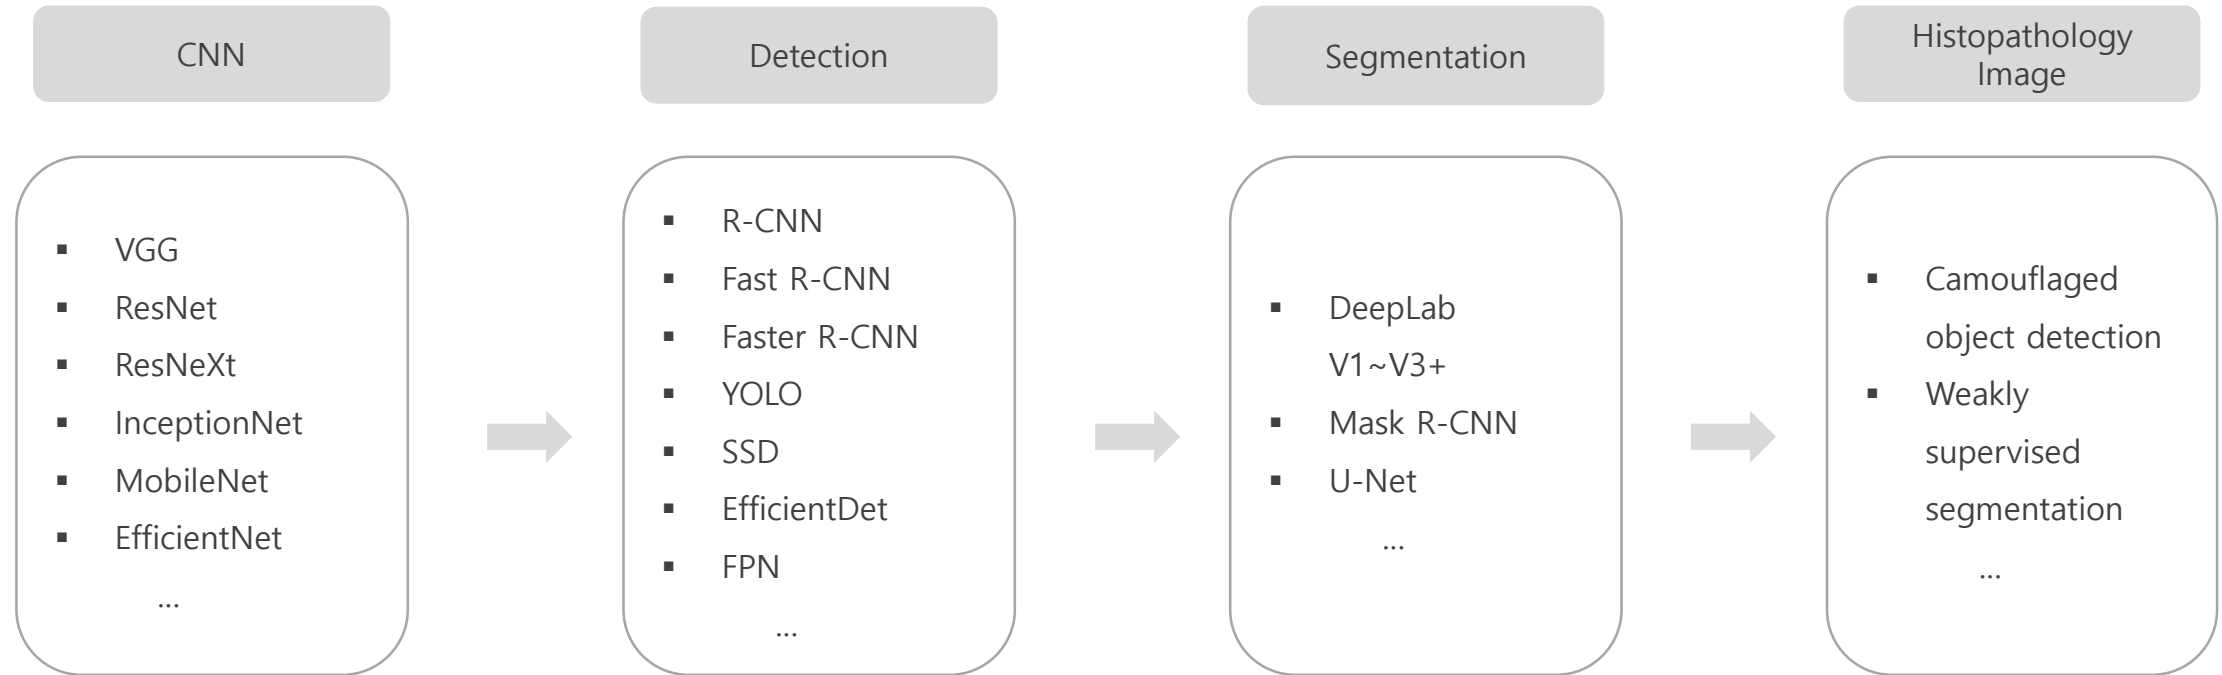 CNN
VGG
ResNet
ResNeXt
InceptionNet
MobileNet
EfficientNet
...
Detection
R-CNN
Fast R-CNN
Faster R-CNN
YOLO
SSD
EfficientDet
FPN
...
Segmentation
DeepLab
V1~V3+
Mask R-CNN
U-Net
...
Histopathology
Image
Camouflaged
object detection
Weakly
supervised
segmentation
...